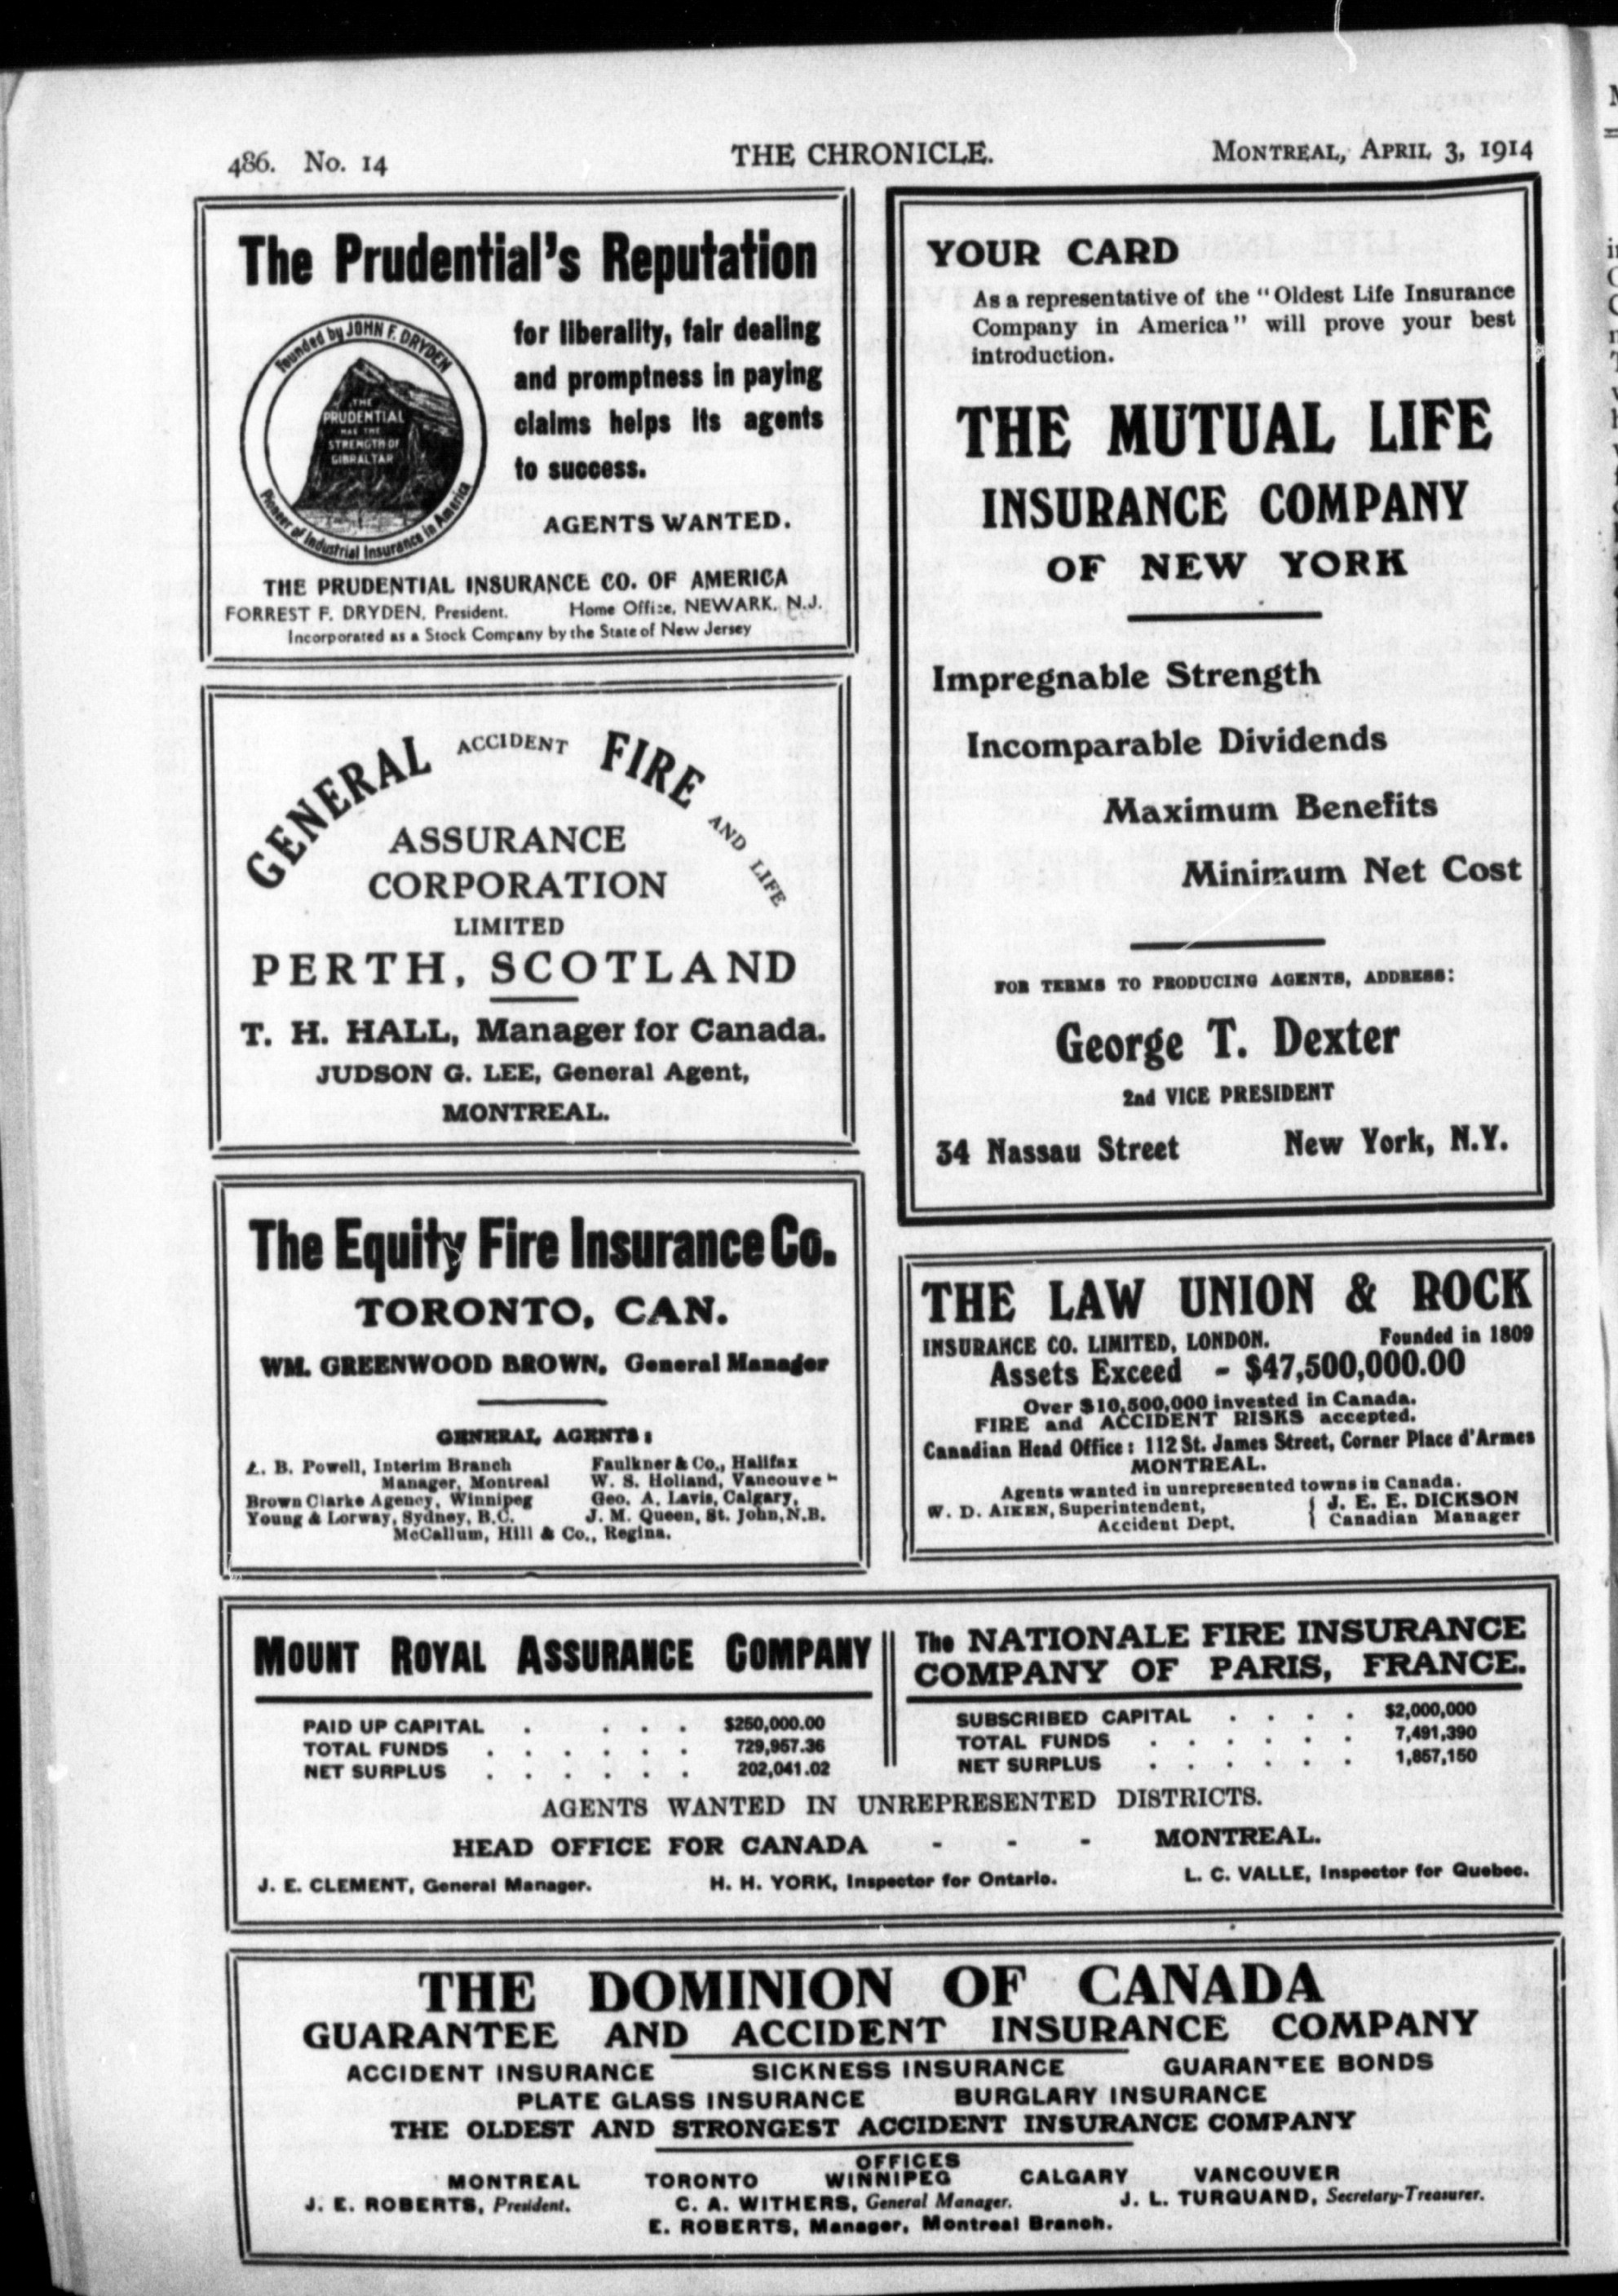 486. No. 14
THE CHRONICLE.
MONTREAL, APRIL 3, 1914
The Prudential's Reputation
Founded by JOHN F. DRYDEN
THE
PRUDENTIAL
HAS THE
STRENGTH OF
GIBRALTAR
Pioneer of Industrial Insurance in America
for liberality, fair dealing
and promptness in paying
claims helps its agents
to success.
AGENTS WANTED.
THE PRUDENTIAL INSURANCE CO. OF AMERICA
FORREST F. DRYDEN, President. Home Office, NEWARK, N.J.
Incorporated as a Stock Company by the State of New Jersey
GENERAL ACCIDENT FIRE AND LIFE
ASSURANCE
CORPORATION
LIMITED
PERTH, SCOTLAND
T. H. HALL, Manager for Canada.
JUDSON G. LEE, General Agent,
MONTREAL.
The Equity Fire Insurance Co.
TORONTO, CAN.
WM. GREENWOOD BROWN, General Manager
GENERAL AGENTS:
L. B. Powell, Interim Branch
Manager, Montreal
Brown Clarke Agency, Winnipeg
Young & Lorway, Sydney, B.C.
Faulkner & Co., Halifax
W. S. Holland, Vancouver
Geo. A. Lavis, Calgary,
J. M. Queen, St. John, N.B.
McCallum, Hill & Co., Regina.
YOUR CARD
As a representative of the "Oldest Life Insurance
Company in America" will prove your best
introduction.
THE MUTUAL LIFE
INSURANCE COMPANY
OF NEW YORK
Impregnable Strength
Incomparable Dividends
Maximum Benefits
Minimum Net Cost
FOR TERMS TO PRODUCING AGENTS, ADDRESS:
George T. Dexter
2nd VICE PRESIDENT
34 Nassau Street New York, N.Y.
THE LAW UNION & ROCK
INSURANCE CO. LIMITED, LONDON. Founded in 1809
Assets Exceed - $47,500,000.00
Over $10,500,000 invested in Canada.
FIRE and ACCIDENT RISKS accepted.
Canadian Head Office: 112 St. James Street, Corner Place d'Armes
MONTREAL.
Agents wanted in unrepresented towns in Canada.
W. D. AIKEN, Superintendent,
Accident Dept.
J. E. E. DICKSON
Canadian Manager
MOUNT ROYAL ASSURANCE COMPANY
PAID UP CAPITAL . . . . $250,000.00
TOTAL FUNDS . . . . . . 729,957.36
NET SURPLUS . . . . . . 202,041.02
The NATIONALE FIRE INSURANCE
COMPANY OF PARIS, FRANCE.
SUBSCRIBED CAPITAL . . . . $2,000,000
TOTAL FUNDS . . . . . . 7,491,390
NET SURPLUS . . . . . . 1,857,150
AGENTS WANTED IN UNREPRESENTED DISTRICTS.
HEAD OFFICE FOR CANADA - - - MONTREAL.
J. E. CLEMENT, General Manager. H. H. YORK, Inspector for Ontario. L. C. VALLE, Inspector for Quebec.
THE DOMINION OF CANADA
GUARANTEE AND ACCIDENT INSURANCE COMPANY
ACCIDENT INSURANCE SICKNESS INSURANCE GUARANTEE BONDS
PLATE GLASS INSURANCE BURGLARY INSURANCE
THE OLDEST AND STRONGEST ACCIDENT INSURANCE COMPANY
OFFICES
MONTREAL TORONTO WINNIPEG CALGARY VANCOUVER
J. E. ROBERTS, President. C. A. WITHERS, General Manager. J. L. TURQUAND, Secretary-Treasurer.
E. ROBERTS, Manager, Montreal Branch.